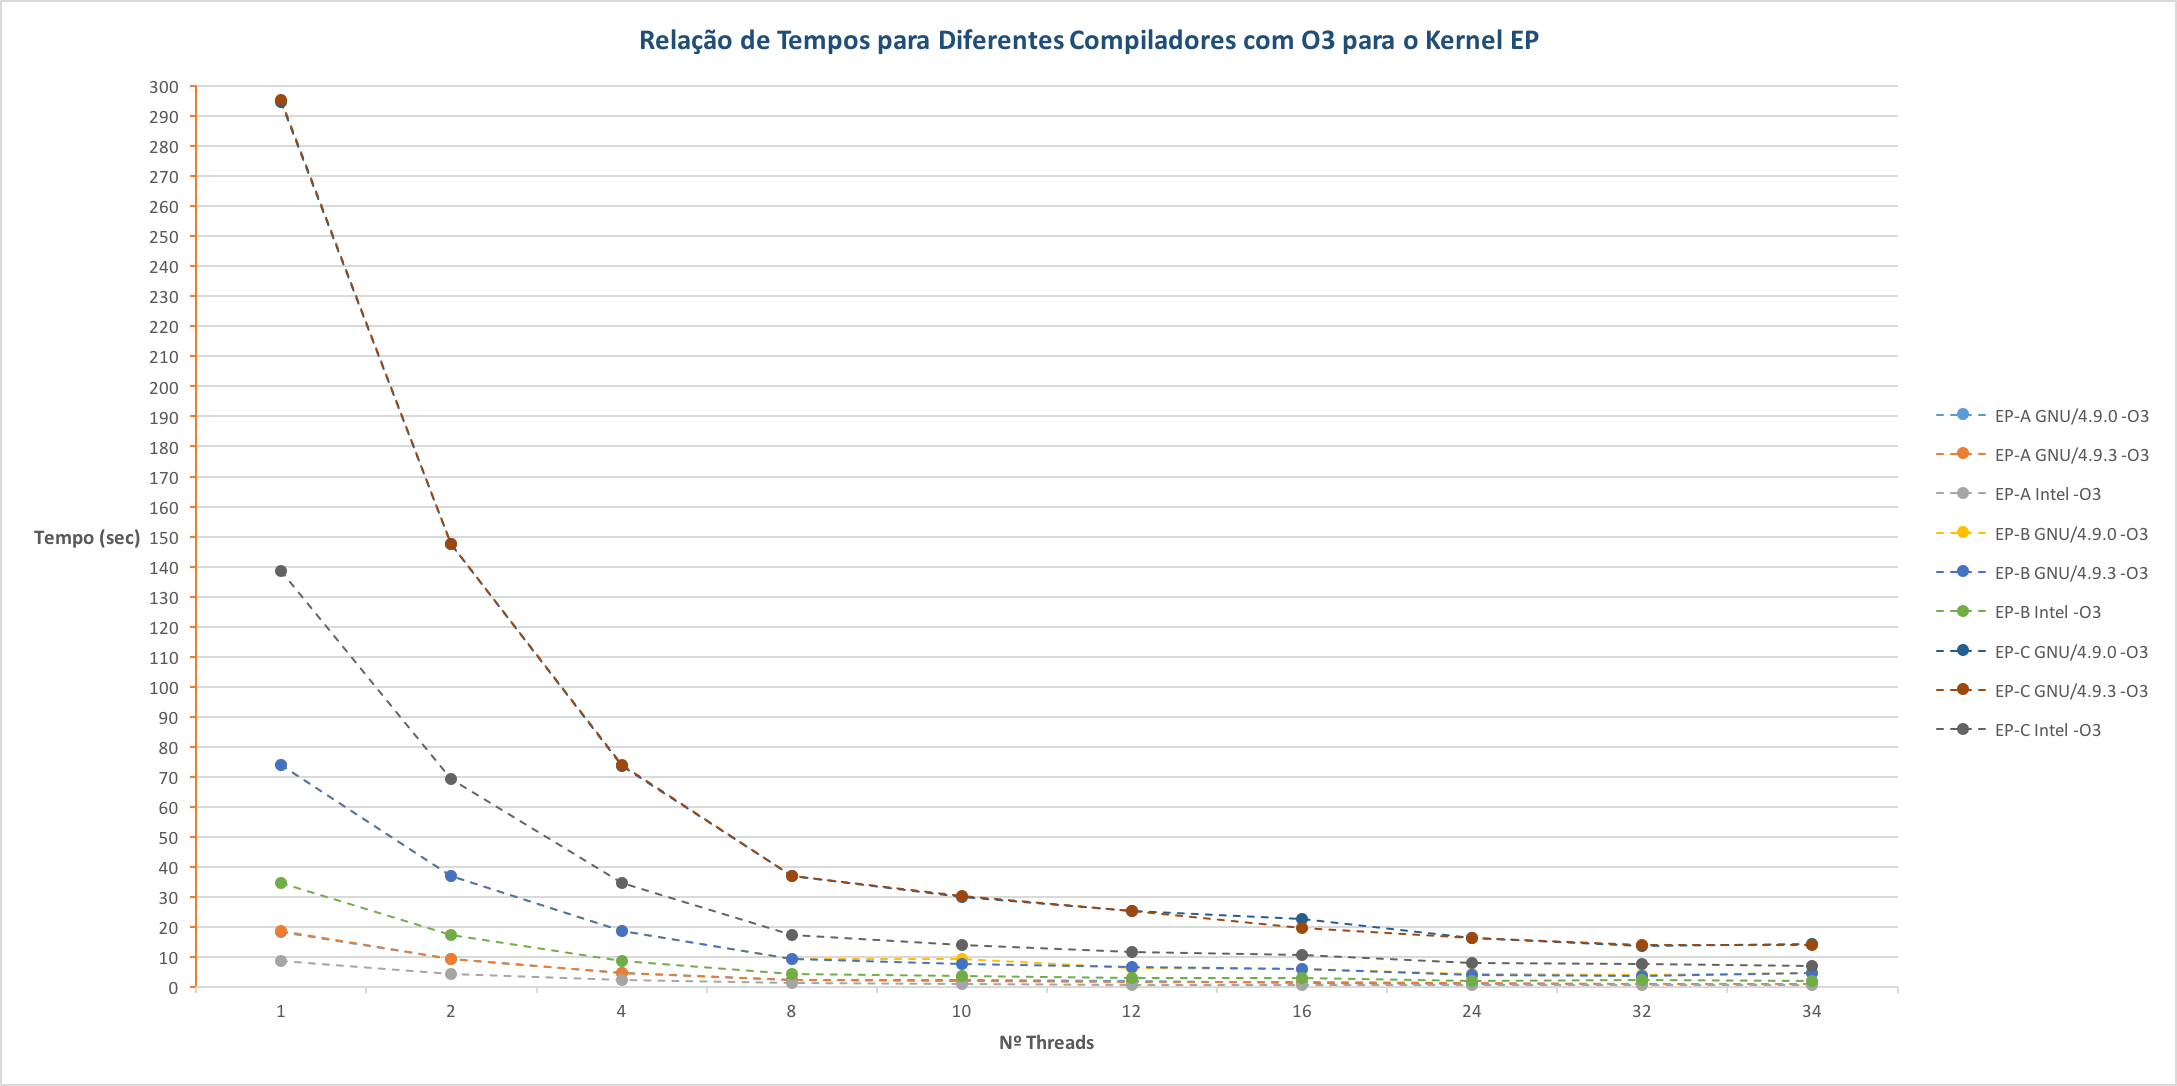 Relação de Tempos para Diferentes Compiladores com O3 para o Kernel EP
300
290
280
270
260
250
240
230
220
210
200
190
180
170
160
Tempo (sec) 150
140
130
120
110
100
90
80
70
60
50
40
30
20
10
0
1 2 4 8 10 12 16 24 32 34
Nº Threads
EP-A GNU/4.9.0 -O3
EP-A GNU/4.9.3 -O3
EP-A Intel -O3
EP-B GNU/4.9.0 -O3
EP-B GNU/4.9.3 -O3
EP-B Intel -O3
EP-C GNU/4.9.0 -O3
EP-C GNU/4.9.3 -O3
EP-C Intel -O3